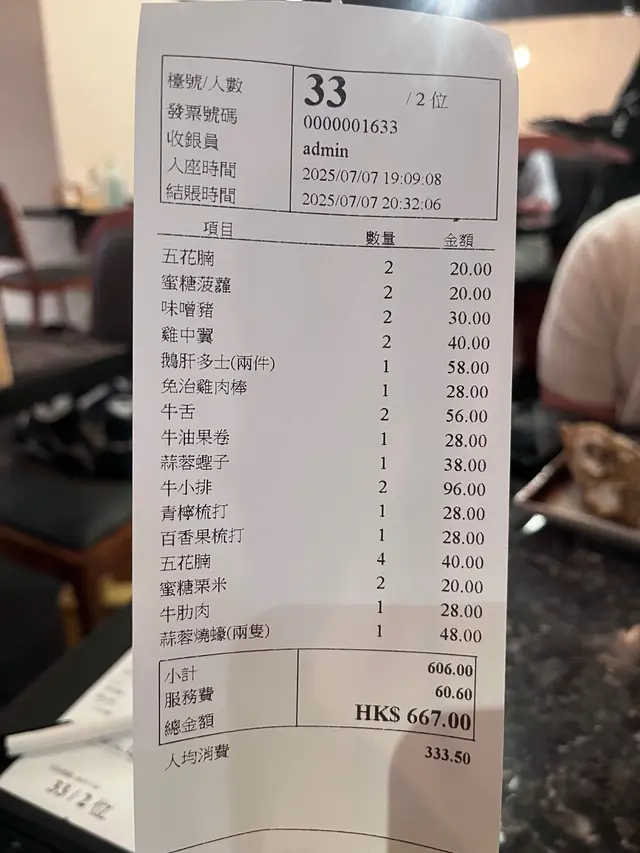 檯號/人數 33 /2 位
發票號碼 0000001633
收銀員 admin
入座時間 2025/07/07 19:09:08
結賬時間 2025/07/07 20:32:06
項目 數量 金額
五花腩 2 20.00
蜜糖菠蘿 2 20.00
味噌豬 2 30.00
雞中翼 2 40.00
鵝肝多士(兩件) 1 58.00
免治雞肉棒 1 28.00
牛舌 2 56.00
牛油果卷 1 28.00
蒜蓉蟶子 1 38.00
牛小排 2 96.00
青檸梳打 1 28.00
百香果梳打 1 28.00
五花腩 4 40.00
蜜糖粟米 2 20.00
牛肋肉 1 28.00
蒜蓉燒蠔(兩隻) 1 48.00
小計 606.00
服務費 60.60
總金額 HK$ 667.00
人均消費 333.50
33 / 2 位